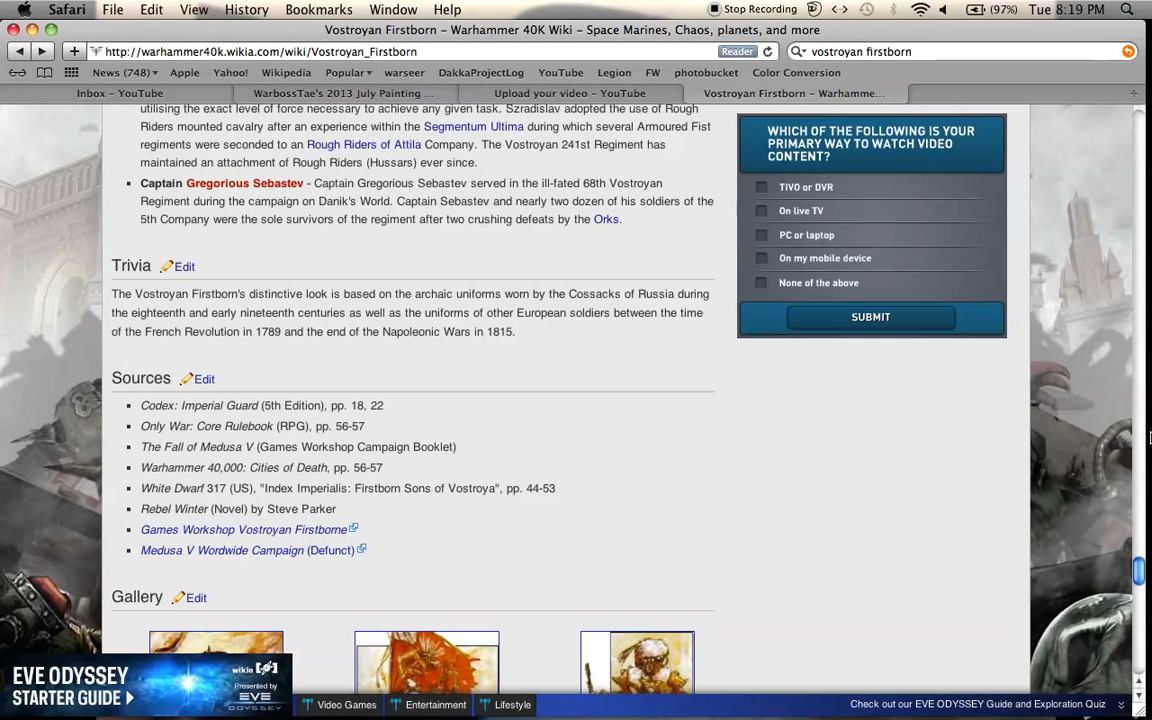 Safari File Edit View History Bookmarks Window Help Stop Recording (97%) Tue 8:19 PM
Vostroyan Firstborn - Warhammer 40K Wiki - Space Marines, Chaos, planets, and more
http://warhammer40k.wikia.com/wiki/Vostroyan_Firstborn Reader vostroyan firstborn
News (748) Apple Yahoo! Wikipedia Popular warseer DakkaProjectLog YouTube Legion FW photobucket Color Conversion
Inbox - YouTube WarbossTae's 2013 July Painting ... Upload your video - YouTube Vostroyan Firstborn - Warhamme...
utilising the exact level of force necessary to achieve any given task. Szradislav adopted the use of Rough
Riders mounted cavalry after an experience within the Segmentum Ultima during which several Armoured Fist
regiments were seconded to an Rough Riders of Attila Company. The Vostroyan 241st Regiment has
maintained an attachment of Rough Riders (Hussars) ever since.
Captain Gregorious Sebastev - Captain Gregorious Sebastev served in the ill-fated 68th Vostroyan
Regiment during the campaign on Danik's World. Captain Sebastev and nearly two dozen of his soldiers of the
5th Company were the sole survivors of the regiment after two crushing defeats by the Orks.
Trivia Edit
The Vostroyan Firstborn's distinctive look is based on the archaic uniforms worn by the Cossacks of Russia during
the eighteenth and early nineteenth centuries as well as the uniforms of other European soldiers between the time
of the French Revolution in 1789 and the end of the Napoleonic Wars in 1815.
Sources Edit
Codex: Imperial Guard (5th Edition), pp. 18, 22
Only War: Core Rulebook (RPG), pp. 56-57
The Fall of Medusa V (Games Workshop Campaign Booklet)
Warhammer 40,000: Cities of Death, pp. 56-57
White Dwarf 317 (US), "Index Imperialis: Firstborn Sons of Vostroya", pp. 44-53
Rebel Winter (Novel) by Steve Parker
Games Workshop Vostroyan Firstborne
Medusa V Wordwide Campaign (Defunct)
Gallery Edit
WHICH OF THE FOLLOWING IS YOUR
PRIMARY WAY TO WATCH VIDEO
CONTENT?
TIVO or DVR
On live TV
PC or laptop
On my mobile device
None of the above
SUBMIT
EVE ODYSSEY
STARTER GUIDE
wikia
Presented by
EVE
ODYSSEY
Video Games Entertainment Lifestyle Check out our EVE ODYSSEY Guide and Exploration Quiz